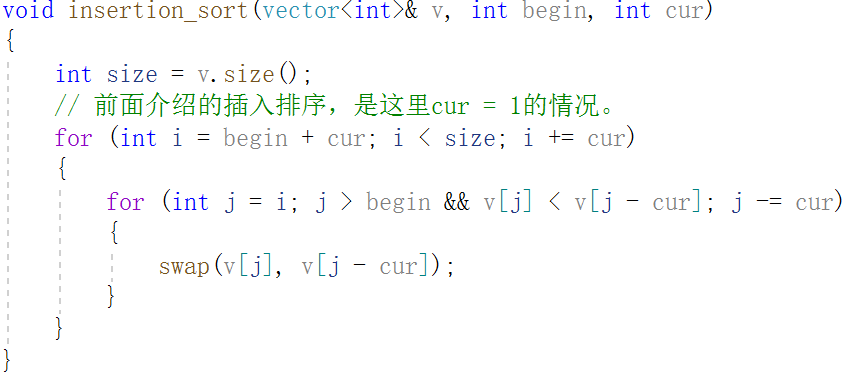 void insertion_sort(vector<int>& v, int begin, int cur)
{
    int size = v.size();
    // 前面介绍的插入排序，是这里cur = 1的情况。
    for (int i = begin + cur; i < size; i += cur)
    {
        for (int j = i; j > begin && v[j] < v[j - cur]; j -= cur)
        {
            swap(v[j], v[j - cur]);
        }
    }
}